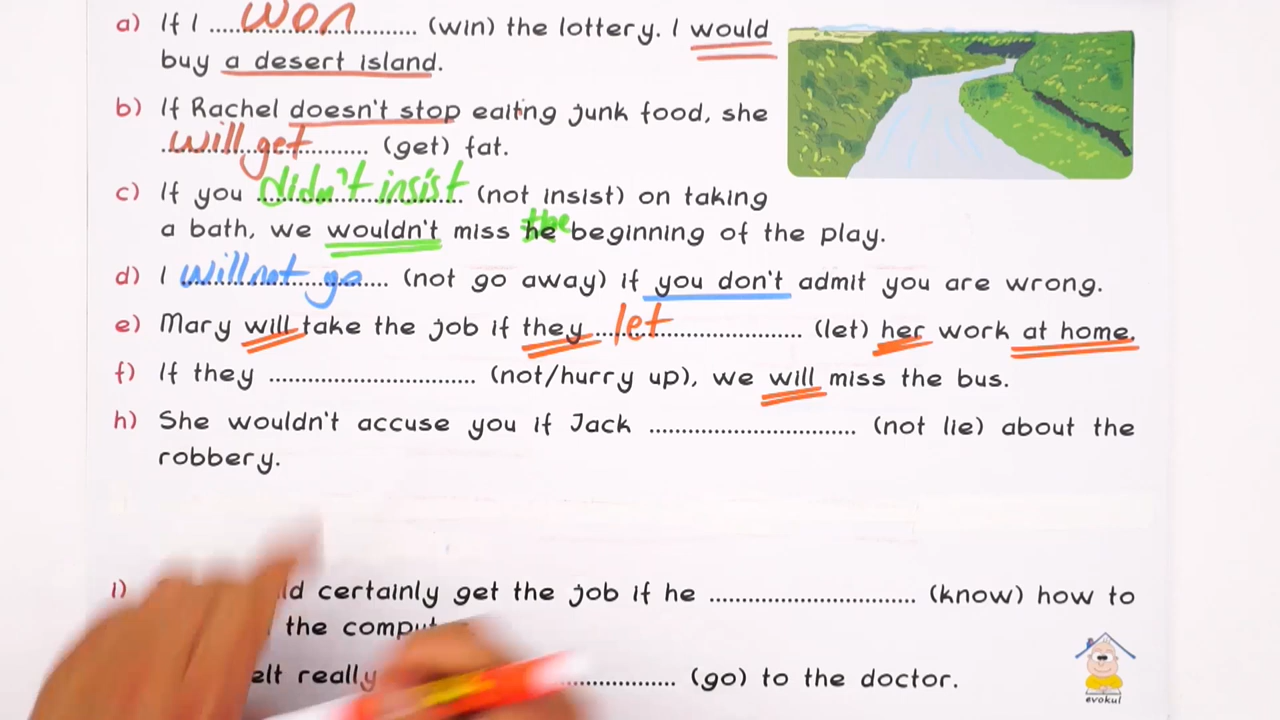 a) If I ...won... (win) the lottery. I would
buy a desert island.
b) If Rachel doesn't stop eating junk food, she
...will get... (get) fat.
c) If you ...didn't insist... (not insist) on taking
a bath, we wouldn't miss the beginning of the play.
d) I ...will not go... (not go away) if you don't admit you are wrong.
e) Mary will take the job if they ...let... (let) her work at home.
f) If they ............................... (not/hurry up), we will miss the bus.
h) She wouldn't accuse you if Jack ............................... (not lie) about the
robbery.
certainly get the job if he ............................... (know) how to
the
really ............... (go) to the doctor.
evokul